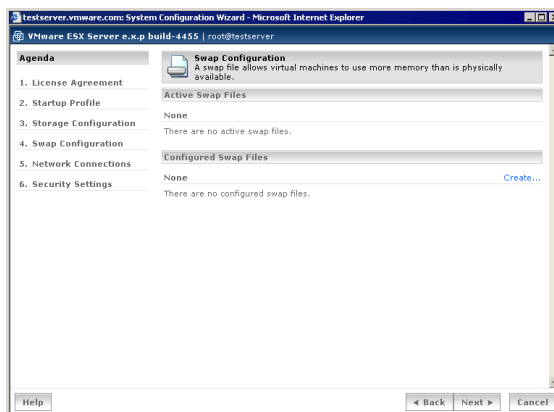 testserver.vmware.com: System Configuration Wizard - Microsoft Internet Explorer
VMware ESX Server e.x.p build-4455 | root@testserver
Agenda
1. License Agreement
2. Startup Profile
3. Storage Configuration
4. Swap Configuration
5. Network Connections
6. Security Settings
Swap Configuration
A swap file allows virtual machines to use more memory than is physically
available.
Active Swap Files
None
There are no active swap files.
Configured Swap Files
None Create...
There are no configured swap files.
Help ◄ Back Next ► Cancel